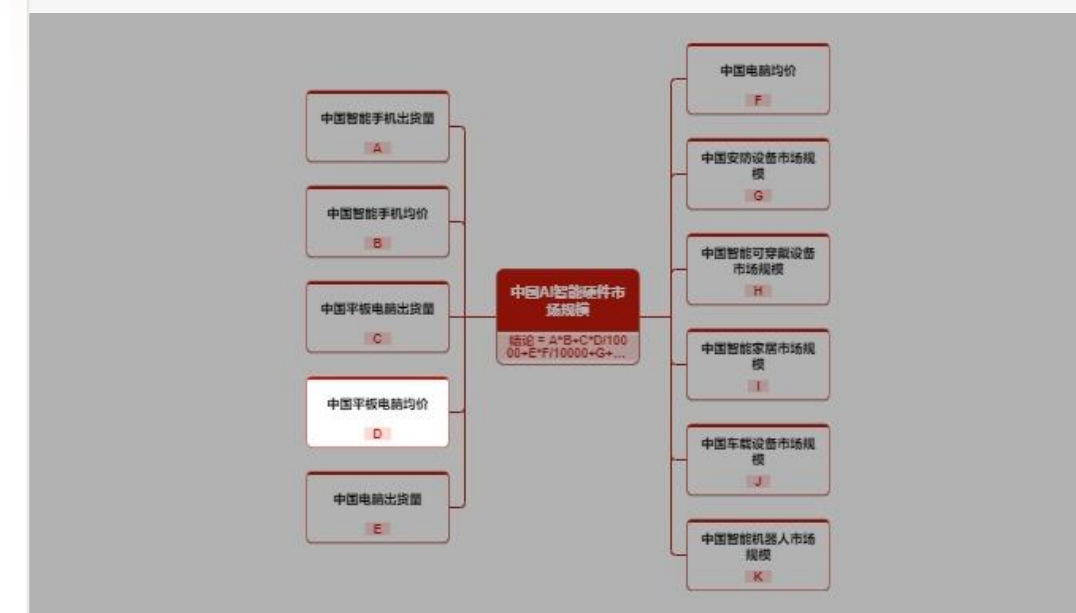 中国智能手机出货量
A
中国智能手机均价
B
中国平板电脑出货量
C
中国平板电脑均价
D
中国电脑出货量
E
中国AI智能硬件市
场规模
结论 = A*B+C*D/100
00+E*F/10000+G+...
中国电脑均价
F
中国安防设备市场规
模
G
中国智能可穿戴设备
市场规模
H
中国智能家居市场规
模
I
中国车载设备市场规
模
J
中国智能机器人市场
规模
K